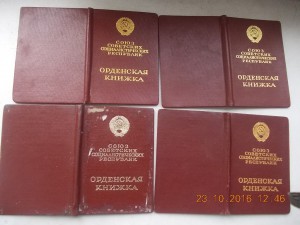 СОЮЗ
СОВЕТСКИХ
СОЦИАЛИСТИЧЕСКИХ
РЕСПУБЛИК
ОРДЕНСКАЯ
КНИЖКА
СОЮЗ
СОВЕТСКИХ
СОЦИАЛИСТИЧЕСКИХ
РЕСПУБЛИК
ОРДЕНСКАЯ
КНИЖКА
СОЮЗ
СОВЕТСКИХ
СОЦИАЛИСТИЧЕСКИХ
РЕСПУБЛИК
ОРДЕНСКАЯ
КНИЖКА
СОЮЗ
СОВЕТСКИХ
СОЦИАЛИСТИЧЕСКИХ
РЕСПУБЛИК
ОРДЕНСКАЯ
КНИЖКА
23.10.2016 12:46